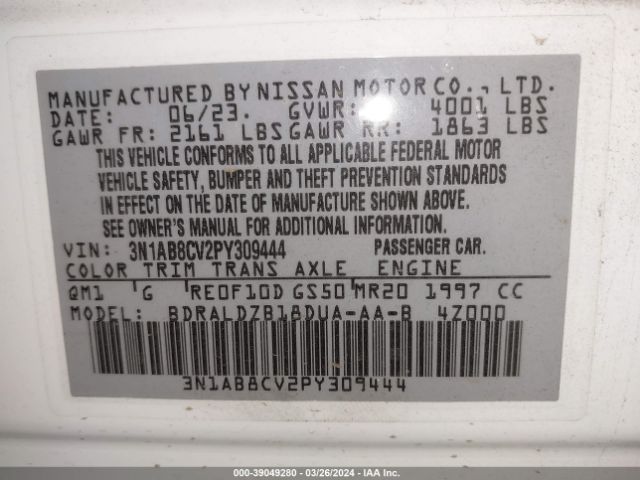 MANUFACTURED BY NISSAN MOTOR CO., LTD.
DATE: 06/23. GVWR: 4001 LBS
GAWR FR: 2161 LBS GAWR RR: 1863 LBS
THIS VEHICLE CONFORMS TO ALL APPLICABLE FEDERAL MOTOR
VEHICLE SAFETY, BUMPER AND THEFT PREVENTION STANDARDS
IN EFFECT ON THE DATE OF MANUFACTURE SHOWN ABOVE.
SEE OWNER'S MANUAL FOR ADDITIONAL INFORMATION.
VIN: 3N1AB8CV2PY309444 PASSENGER CAR.
COLOR TRIM TRANS AXLE ENGINE
QM1 'G RE0F10D GS50 MR20 1997 CC
MODEL: BDRALDZB18DUA-AA-B 4Z000
3N1AB8CV2PY309444
000-39049280 - 03/26/2024 - IAA Inc.